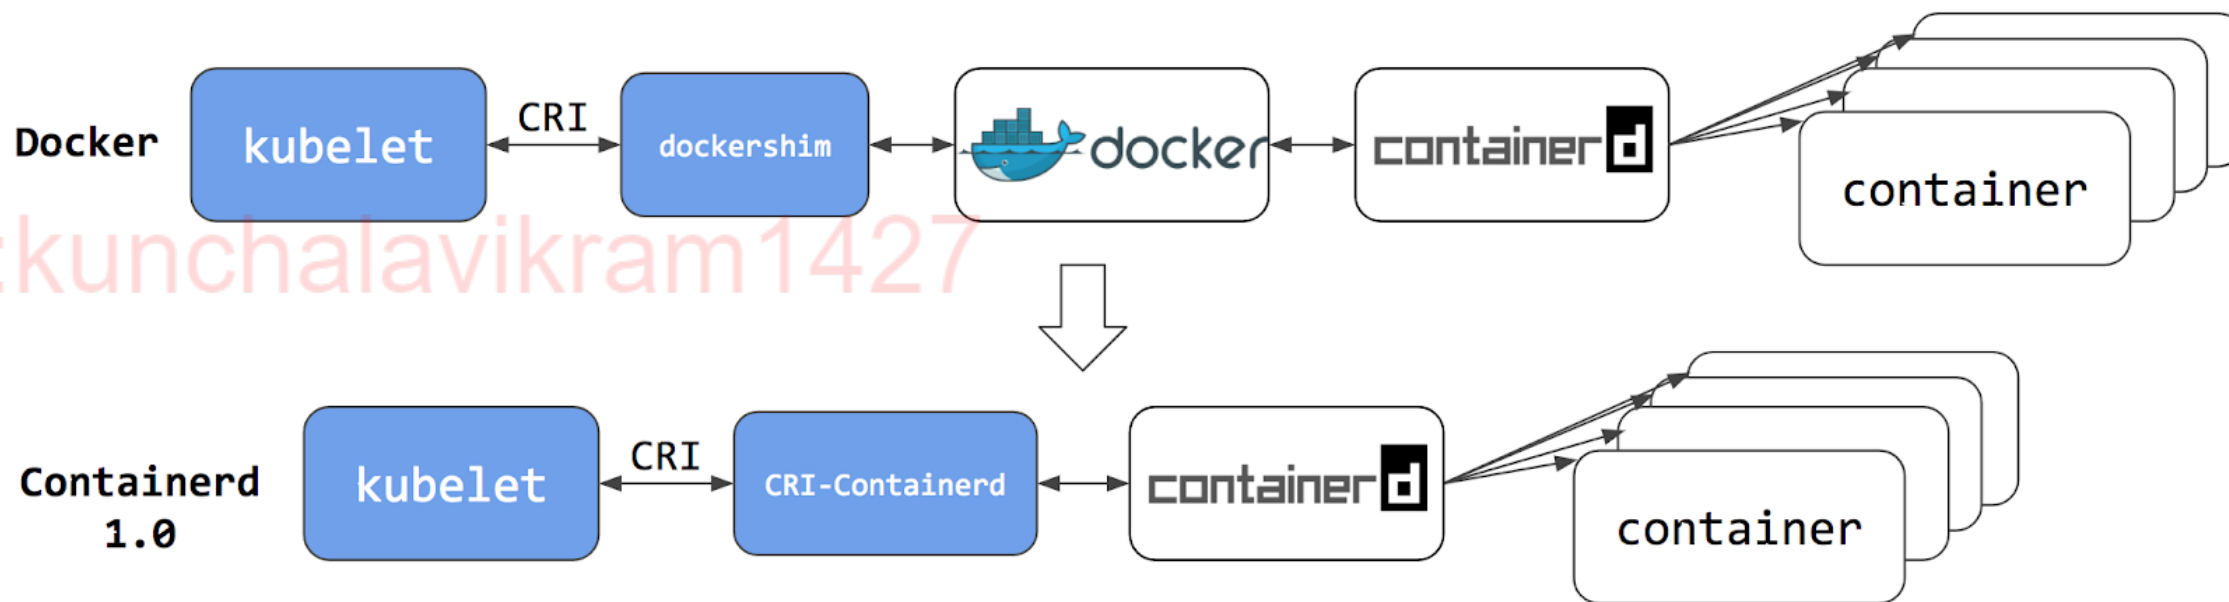 Docker
kubelet
CRI
dockershim
docker
containerd
container
:kunchalavikram1427
Containerd
1.0
kubelet
CRI
CRI-Containerd
containerd
container